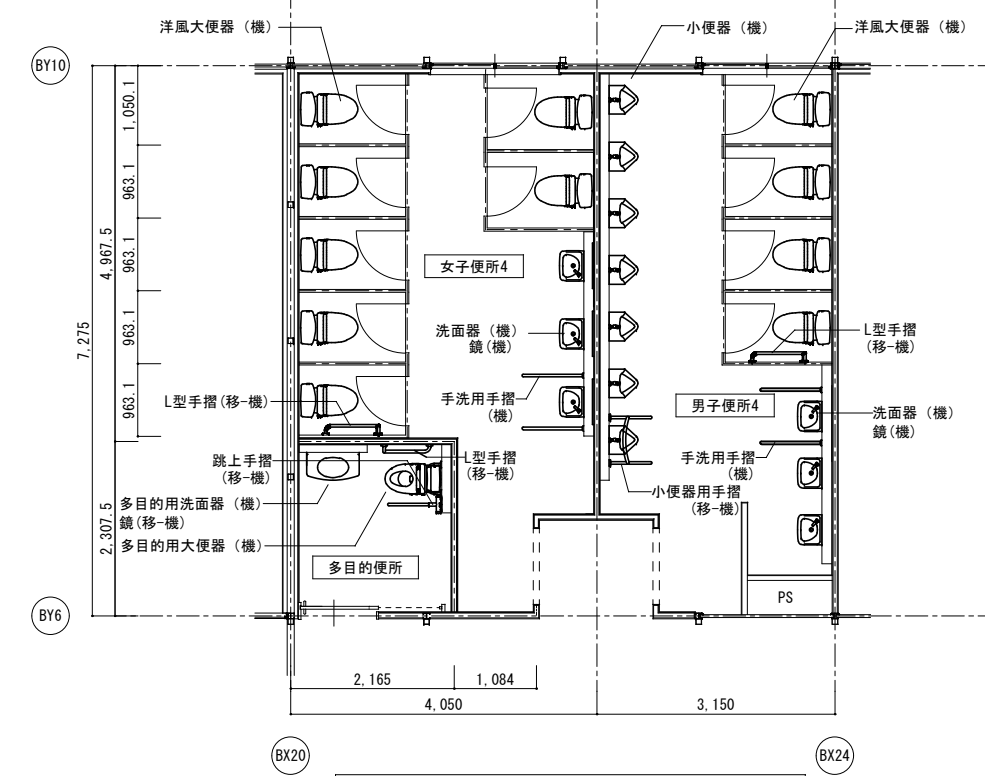 洋風大便器（機）
小便器（機）
洋風大便器（機）
BY10
1,050.1
963.1
963.1
963.1
963.1
4,967.5
7,275
2,307.5
女子便所4
洗面器（機）
鏡(機)
L型手摺
(移-機)
手洗用手摺
(機)
L型手摺(移-機)
男子便所4
洗面器（機）
鏡(機)
跳上手摺
(移-機)
L型手摺
(移-機)
手洗用手摺
(機)
小便器用手摺
(移-機)
多目的用洗面器（機）
鏡(移-機)
多目的用大便器（機）
多目的便所
PS
BY6
2,165
1,084
4,050
3,150
BX20
BX24